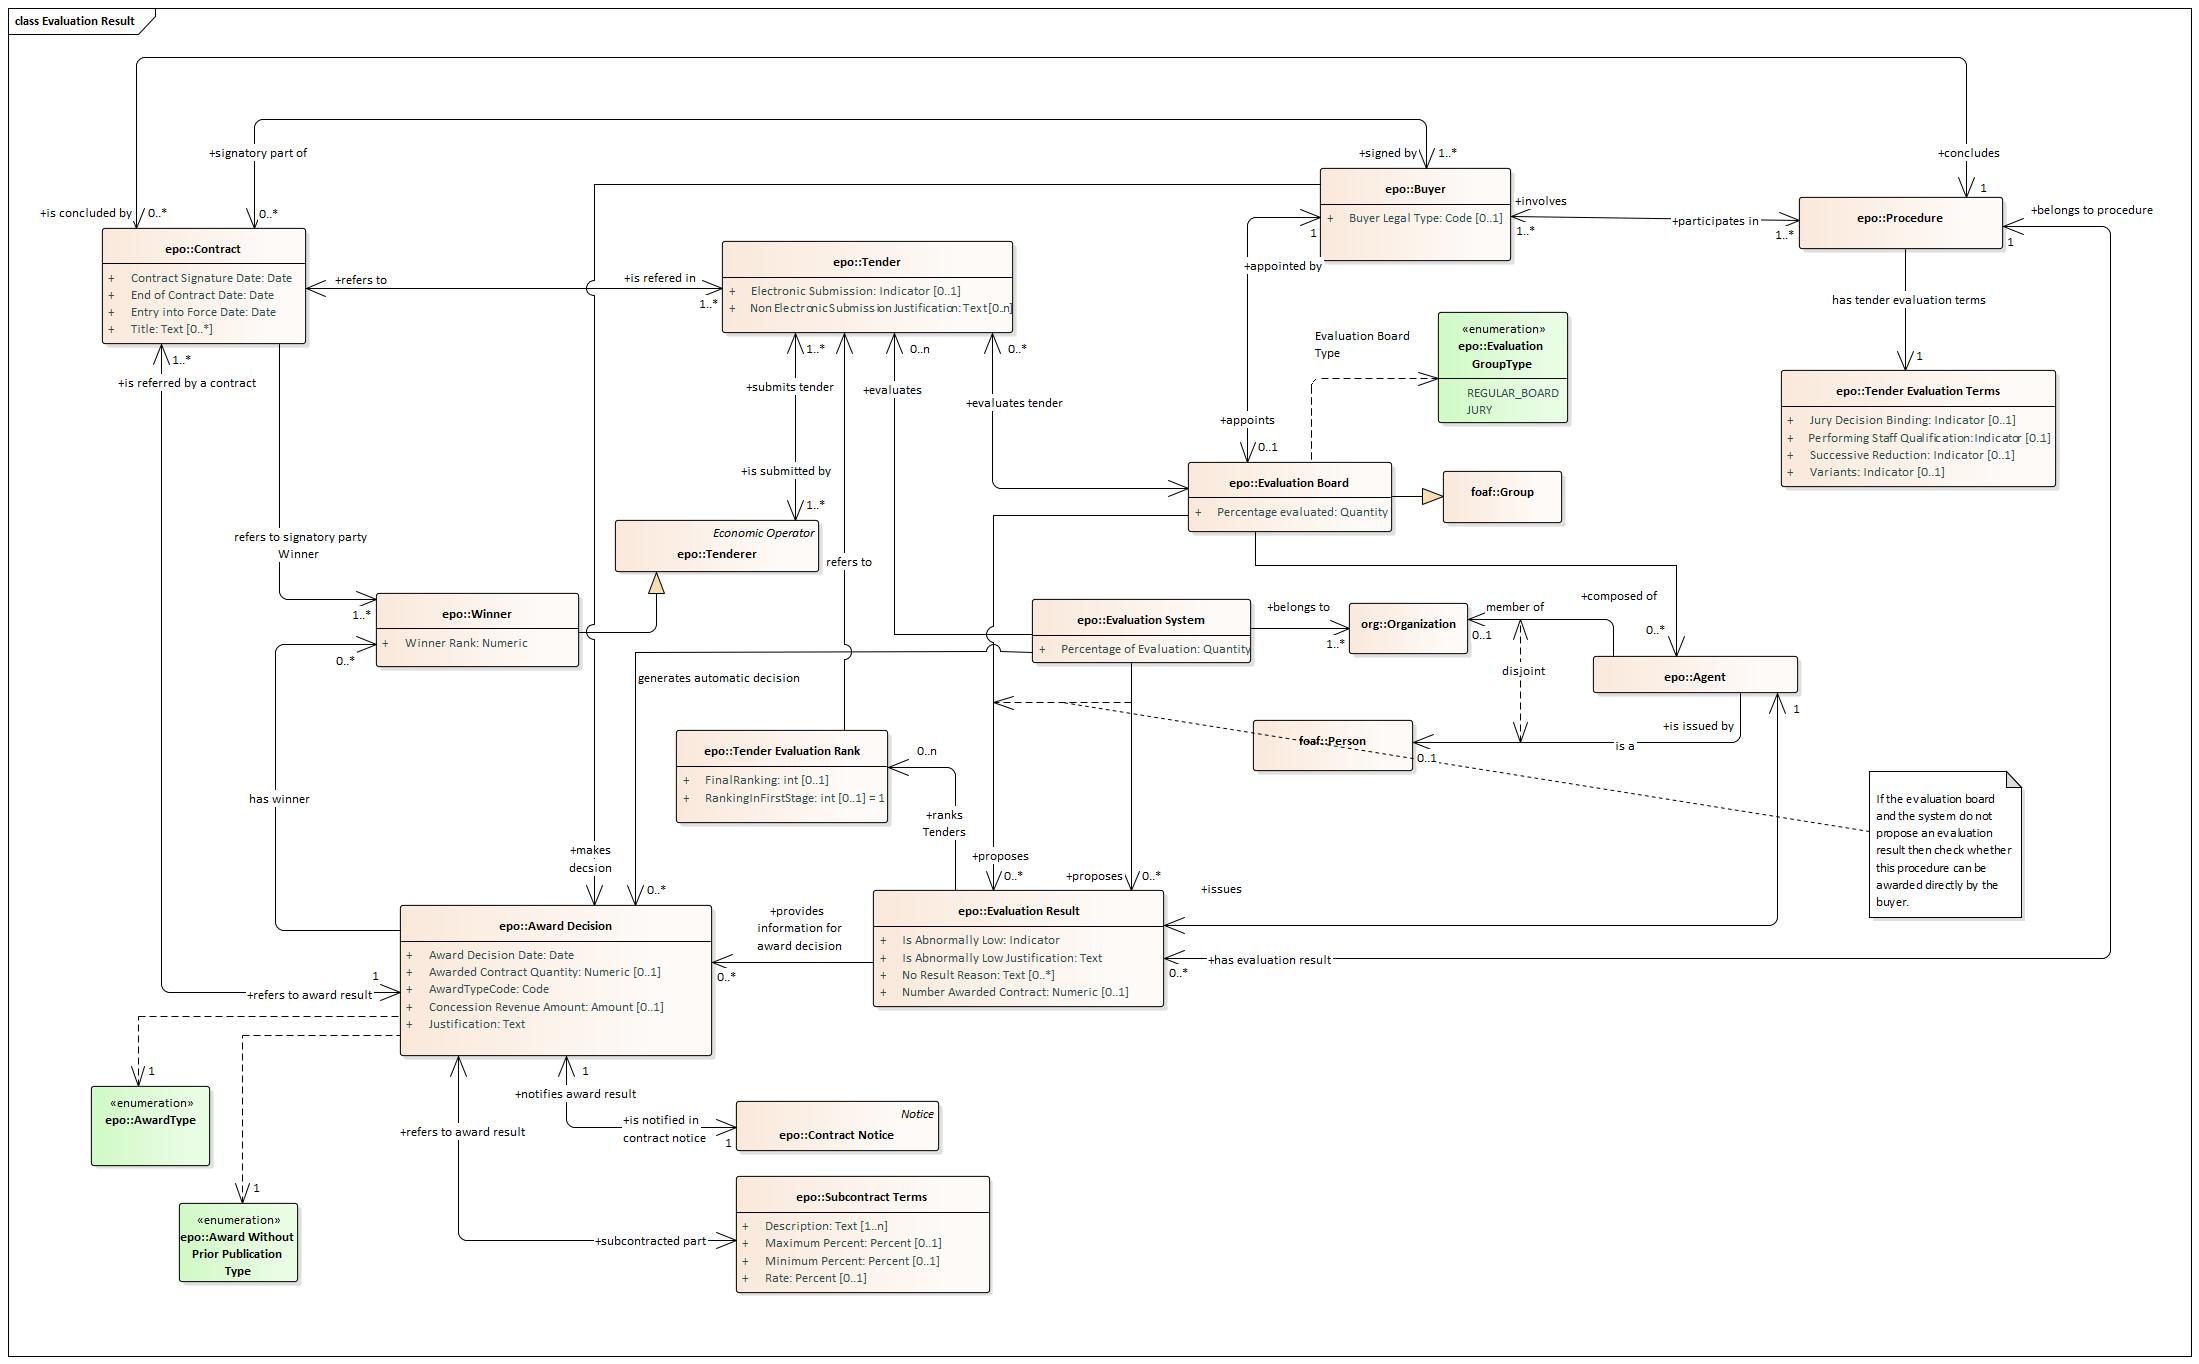 class Evaluation Result
+signatory part of
+signed by
1..*
+concludes
1
+is concluded by
0..*
0..*
epo::Contract
+ Contract Signature Date: Date
+ End of Contract Date: Date
+ Entry into Force Date: Date
+ Title: Text [0..*]
epo::Buyer
+ Buyer Legal Type: Code [0..1]
+involves
1..*
+participates in
1..*
epo::Procedure
+belongs to procedure
1
1
+appointed by
+refers to
+is refered in
1..*
epo::Tender
+ Electronic Submission: Indicator [0..1]
+ Non Electronic Submission Justification: Text [0..n]
has tender evaluation terms
1
Evaluation Board
Type
«enumeration»
epo::Evaluation
GroupType
REGULAR_BOARD
JURY
1..*
+is referred by a contract
1..*
+submits tender
0..n
+evaluates
0..*
+evaluates tender
+appoints
0..1
epo::Tender Evaluation Terms
+ Jury Decision Binding: Indicator [0..1]
+ Performing Staff Qualification: Indicator [0.1]
+ Successive Reduction: Indicator [0..1]
+ Variants: Indicator [0..1]
+is submitted by
1..*
epo::Evaluation Board
+ Percentage evaluated: Quantity
foaf::Group
Economic Operator
epo::Tenderer
refers to signatory party
Winner
1..*
refers to
epo::Winner
+ Winner Rank: Numeric
0..*
epo::Evaluation System
+ Percentage of Evaluation: Quantity
+belongs to
1..*
org::Organization
member of
0..1
+composed of
0..*
disjoint
epo::Agent
1
+is issued by
is a
foaf::Person
0..1
generates automatic decision
epo::Tender Evaluation Rank
+ FinalRanking: int [0..1]
+ RankingInFirstStage: int [0..1] = 1
0..n
+ranks
Tenders
has winner
If the evaluation board
and the system do not
propose an evaluation
result then check whether
this procedure can be
awarded directly by the
buyer.
+makes
decsion
0..*
+proposes
0..*
+proposes
0..*
+issues
epo::Award Decision
+ Award Decision Date: Date
+ Awarded Contract Quantity: Numeric [0..1]
+ AwardTypeCode: Code
+ Concession Revenue Amount: Amount [0..1]
+ Justification: Text
+provides
information for
award decision
0..*
epo::Evaluation Result
+ Is Abnormally Low: Indicator
+ Is Abnormally Low Justification: Text
+ No Result Reason: Text [0..*]
+ Number Awarded Contract: Numeric [0..1]
+has evaluation result
0..*
1
+refers to award result
1
«enumeration»
epo::AwardType
1
«enumeration»
epo::Award Without
Prior Publication
Type
1
+notifies award result
+is notified in
contract notice
1
Notice
epo::Contract Notice
+refers to award result
+subcontracted part
epo::Subcontract Terms
+ Description: Text [1..n]
+ Maximum Percent: Percent [0..1]
+ Minimum Percent: Percent [0..1]
+ Rate: Percent [0..1]